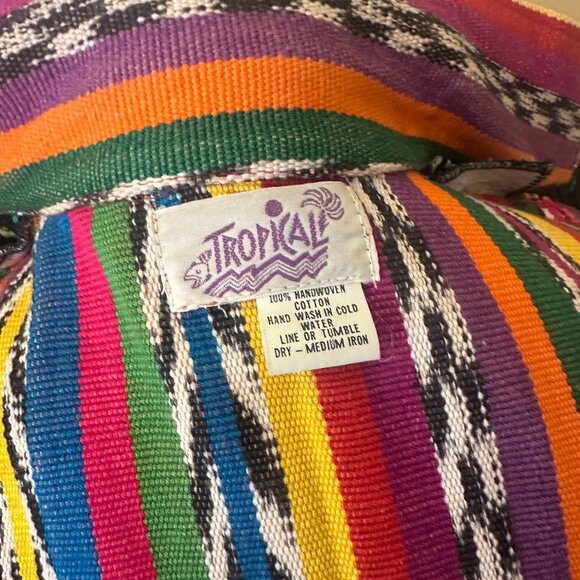 TROPICAL
100% HANDWOVEN
COTTON
HAND WASH IN COLD
WATER
LINE OR TUMBLE
DRY - MEDIUM IRON